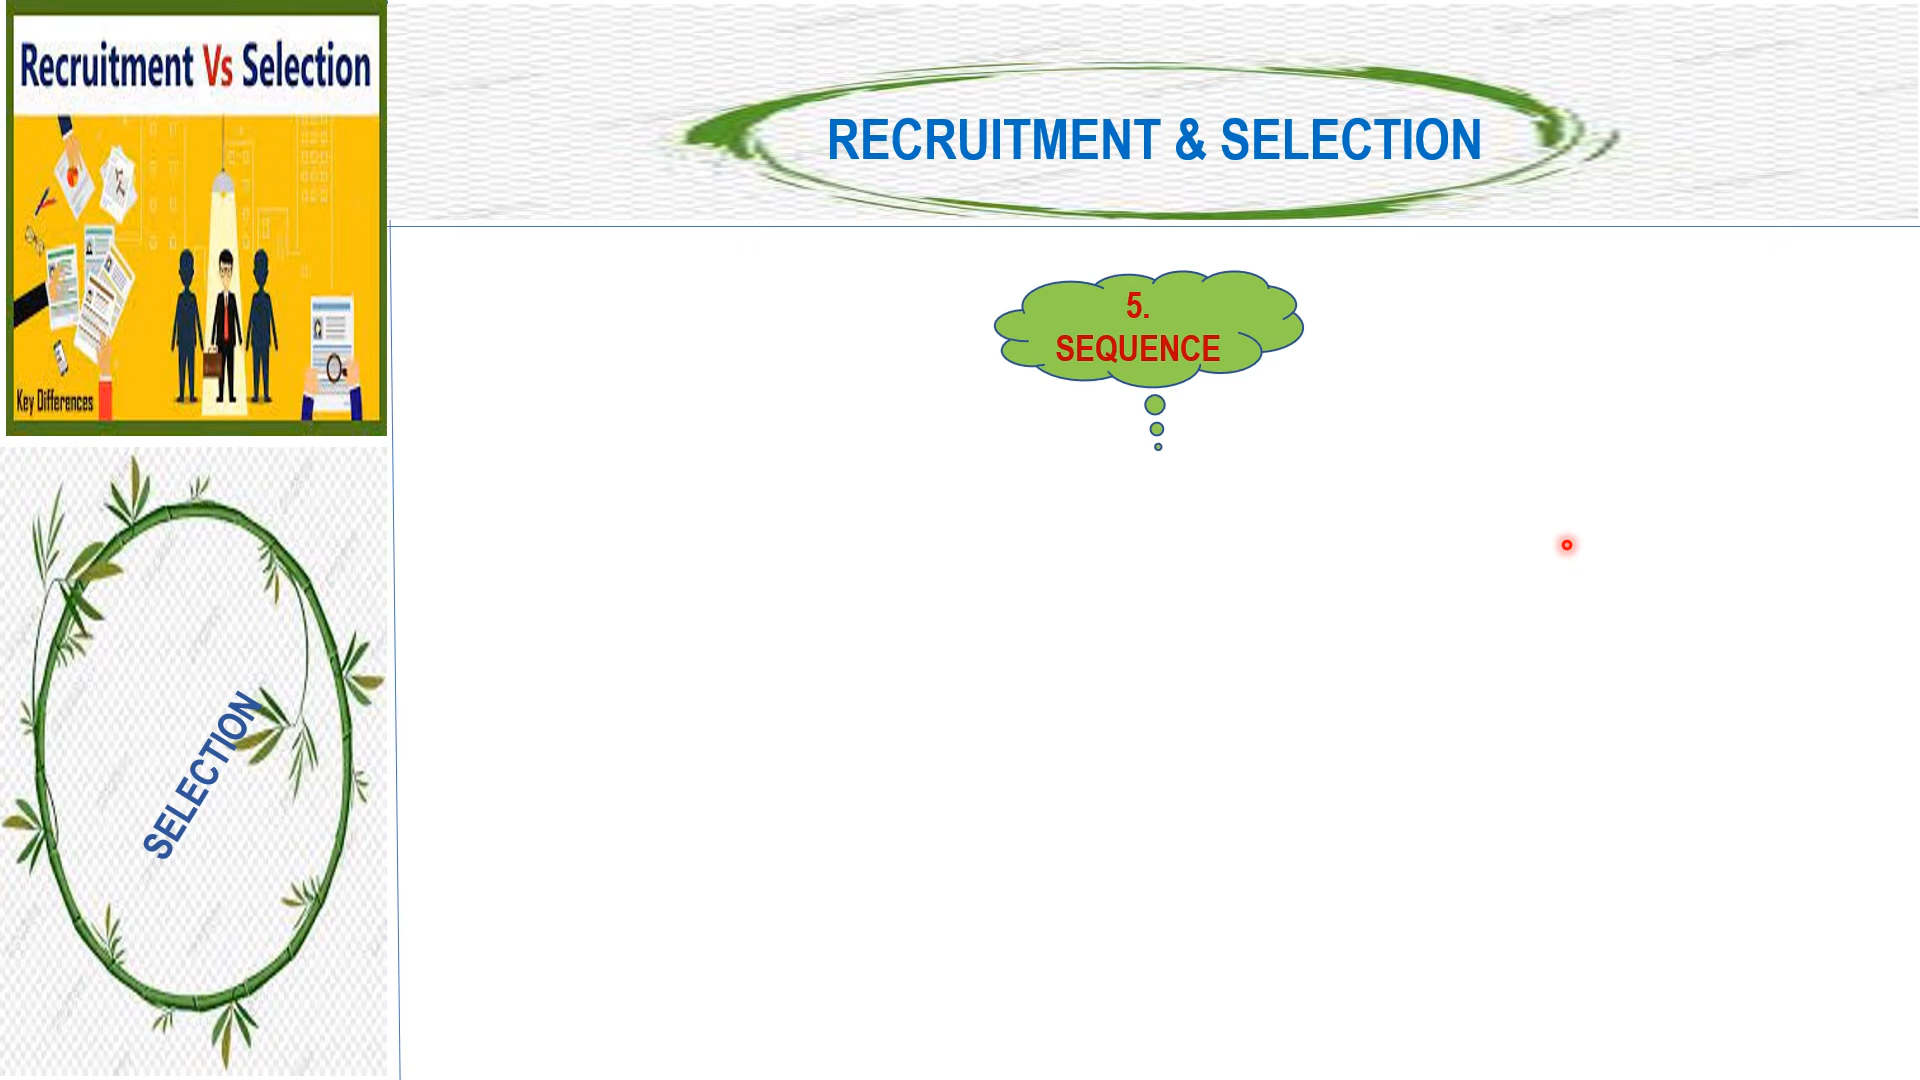 Recruitment Vs Selection
Key Differences
RECRUITMENT & SELECTION
5.
SEQUENCE
SELECTION